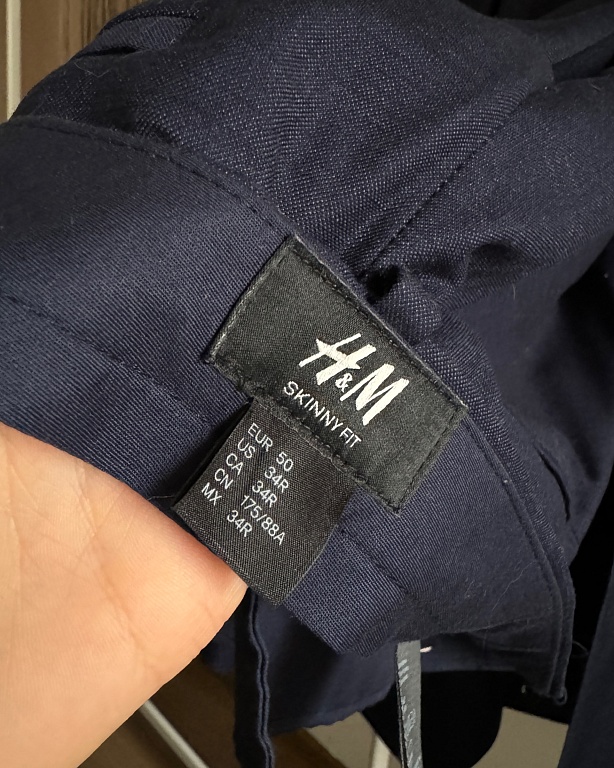 H&M
SKINNY FIT
EUR 50
US 34R
CA 34R
CN 175/88A
MX 34R